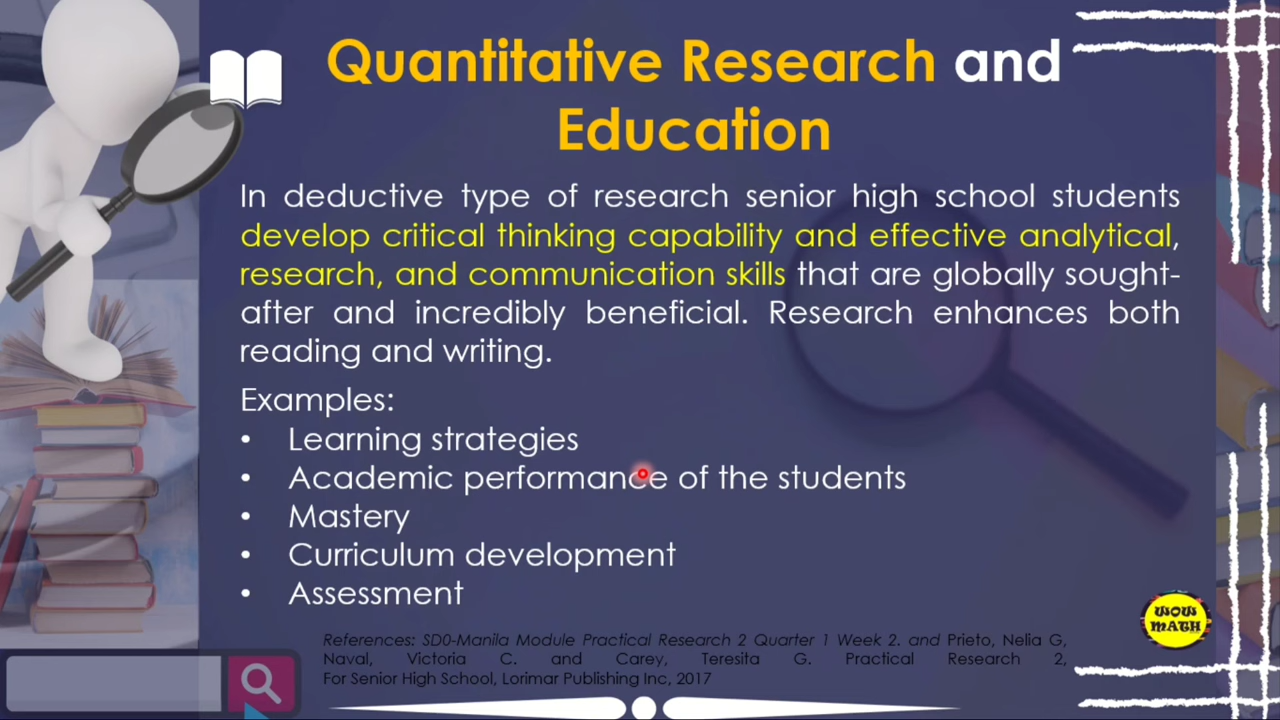 Quantitative Research and
Education
In deductive type of research senior high school students
develop critical thinking capability and effective analytical,
research, and communication skills that are globally sought-
after and incredibly beneficial. Research enhances both
reading and writing.
Examples:
• Learning strategies
• Academic performance of the students
• Mastery
• Curriculum development
• Assessment
References: SD0-Manila Module Practical Research 2 Quarter 1 Week 2. and Prieto, Nelia G,
Naval, Victoria C. and Carey, Teresita G. Practical Research 2,
For Senior High School, Lorimar Publishing Inc, 2017
WOW
MATH